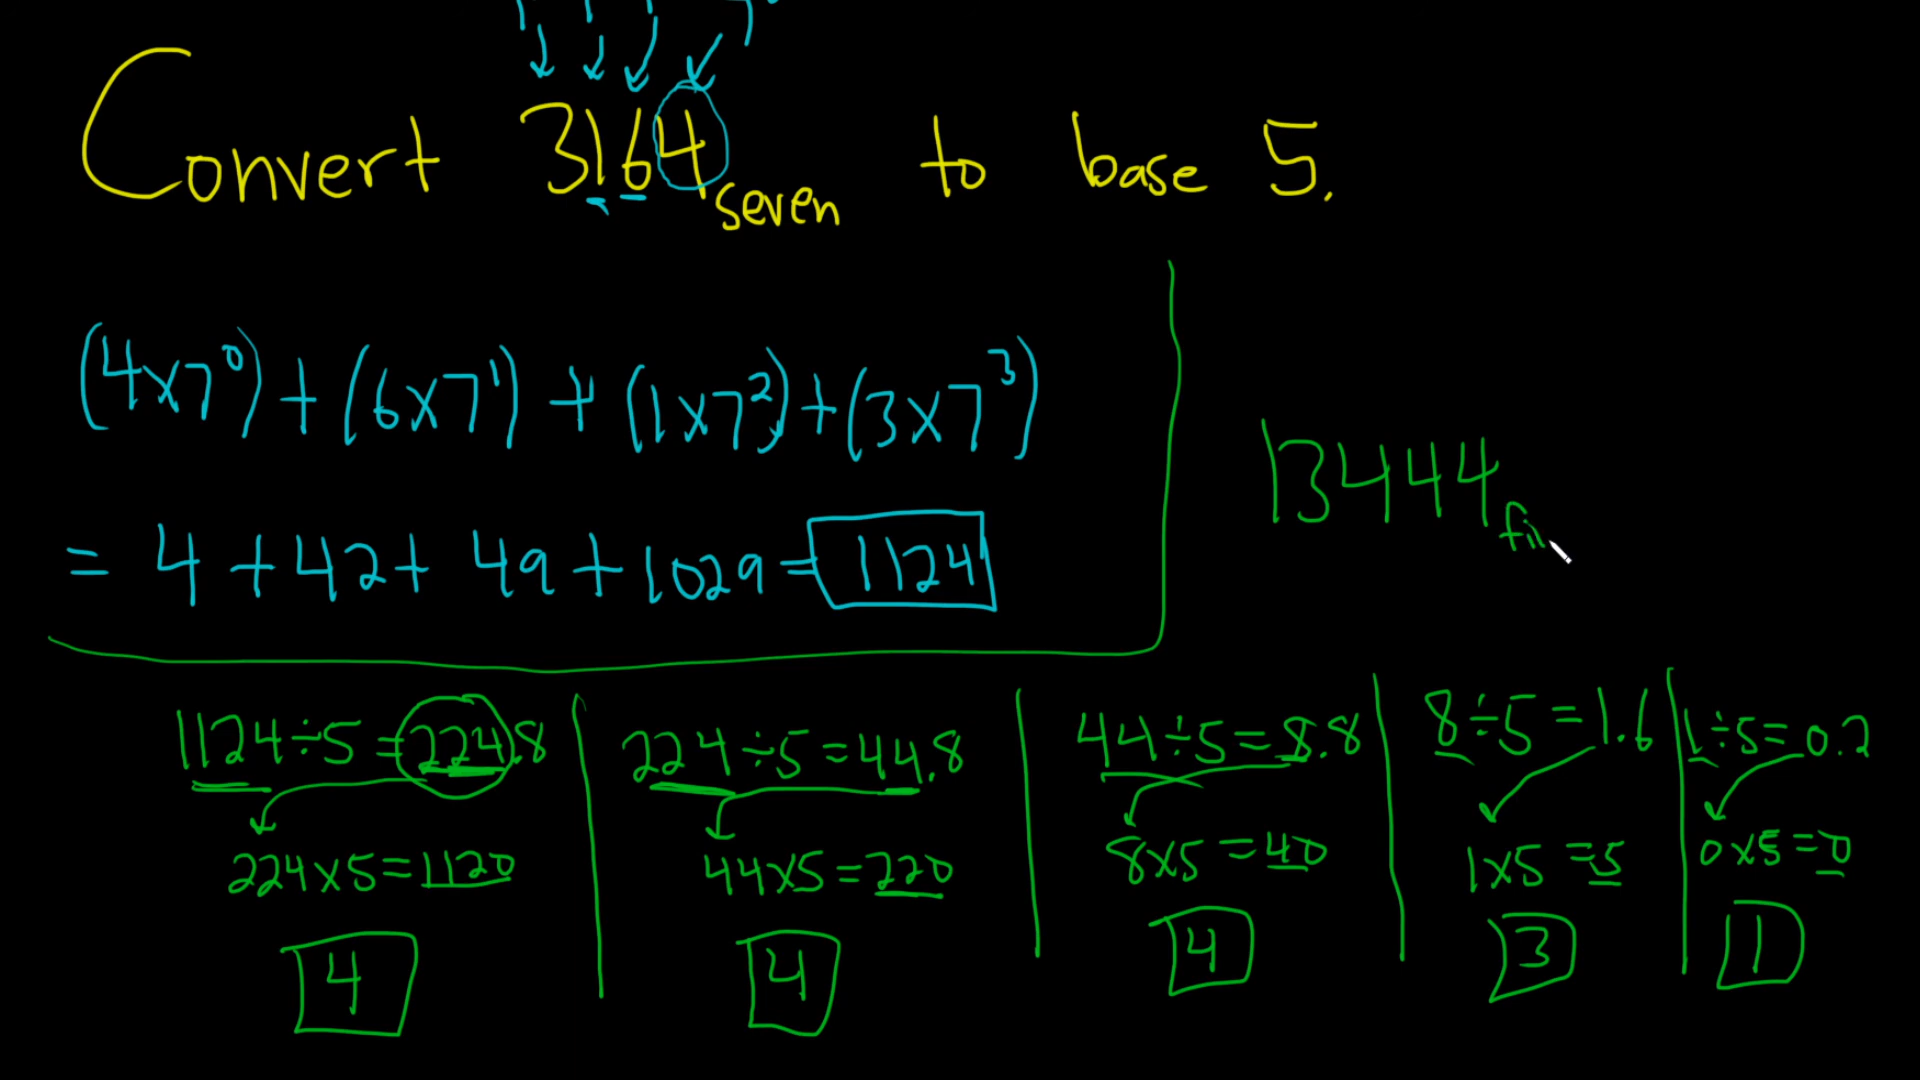 Convert 3164seven to base 5.
(4x7⁰)+(6x7¹)+(1x7²)+(3x7³)
= 4+42+49+1029=1124
13444fiv
1124÷5=224.8
224x5=1120
4
224÷5=44.8
44x5=220
4
44÷5=8.8
8x5=40
4
8÷5=1.6
1x5=5
3
1÷5=0.2
0x5=0
1